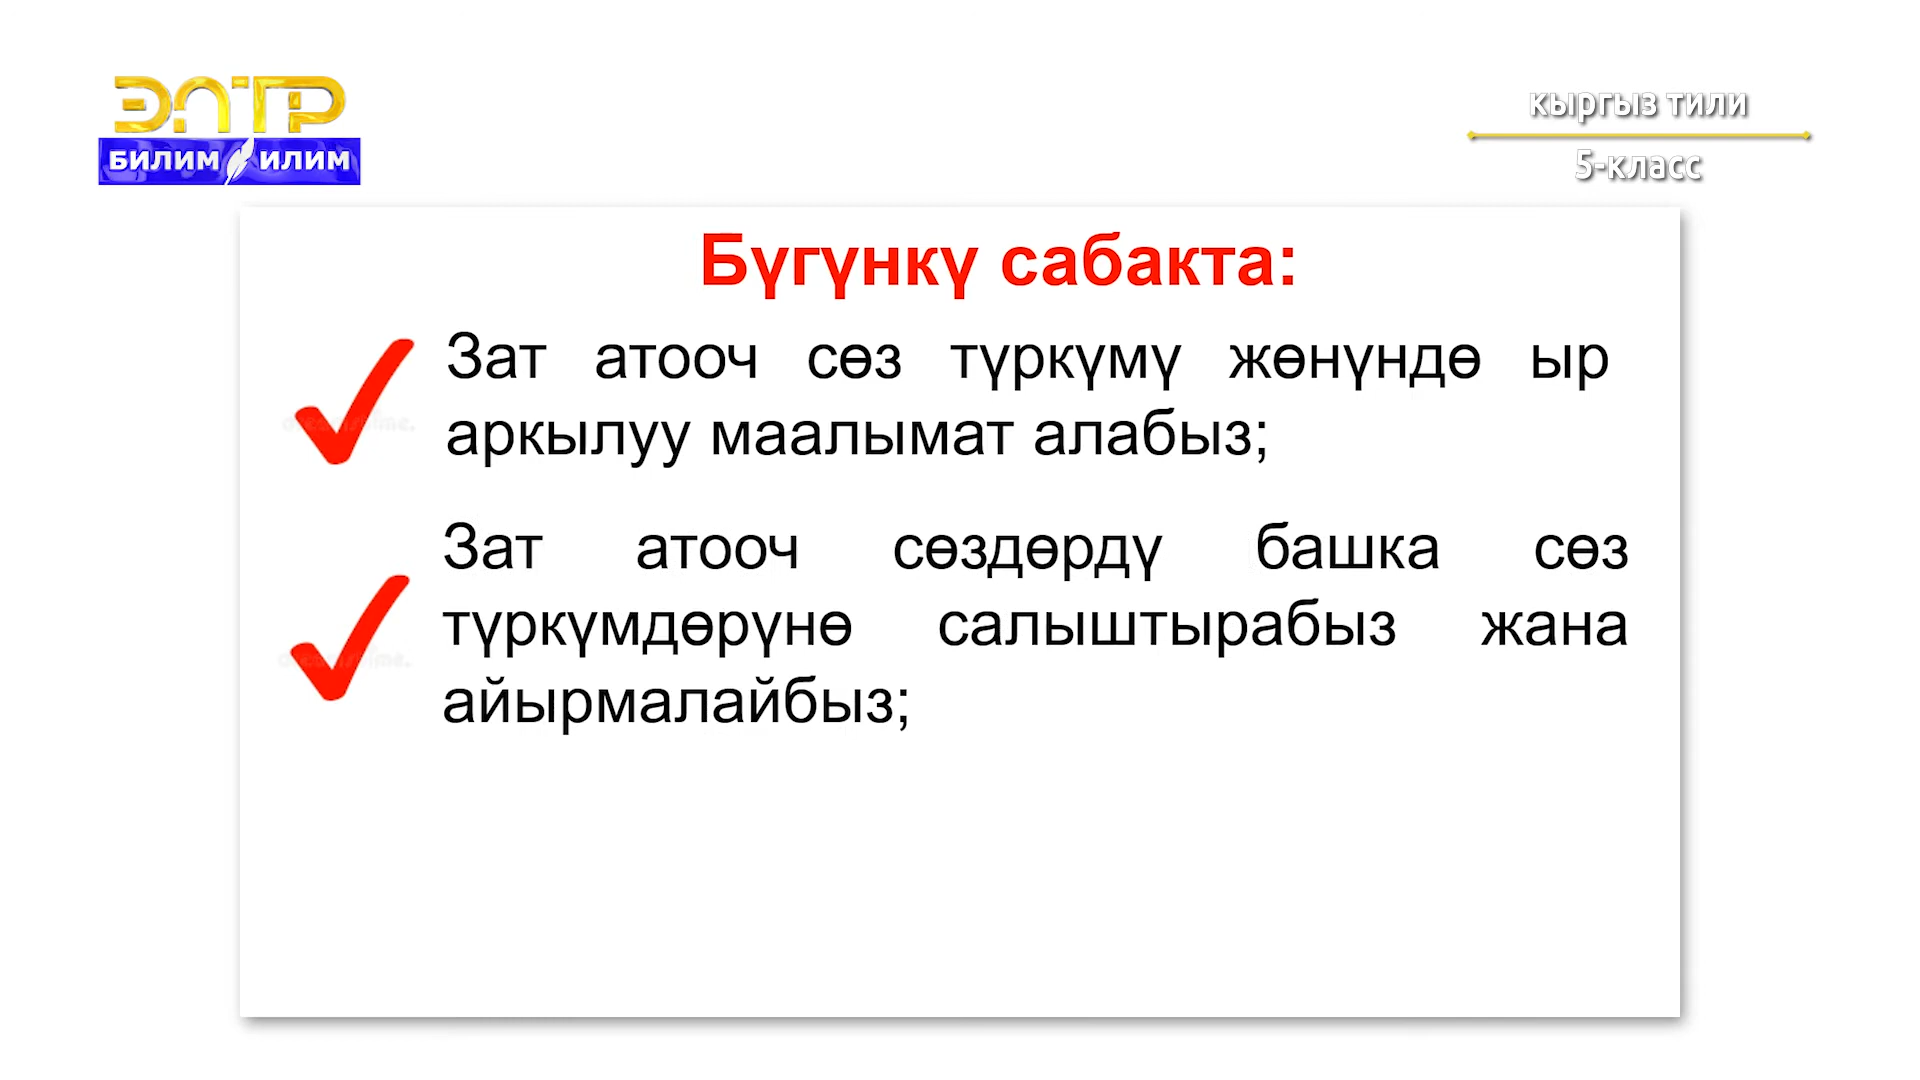 ЭЛТР
БИЛИМ ИЛИМ
кыргыз тили
5-класс
Бүгүнкү сабакта:
Зат атооч сөз түркүмү жөнүндө ыр
аркылуу маалымат алабыз;
Зат атооч сөздөрдү башка сөз
түркүмдөрүнө салыштырабыз жана
айырмалайбыз;